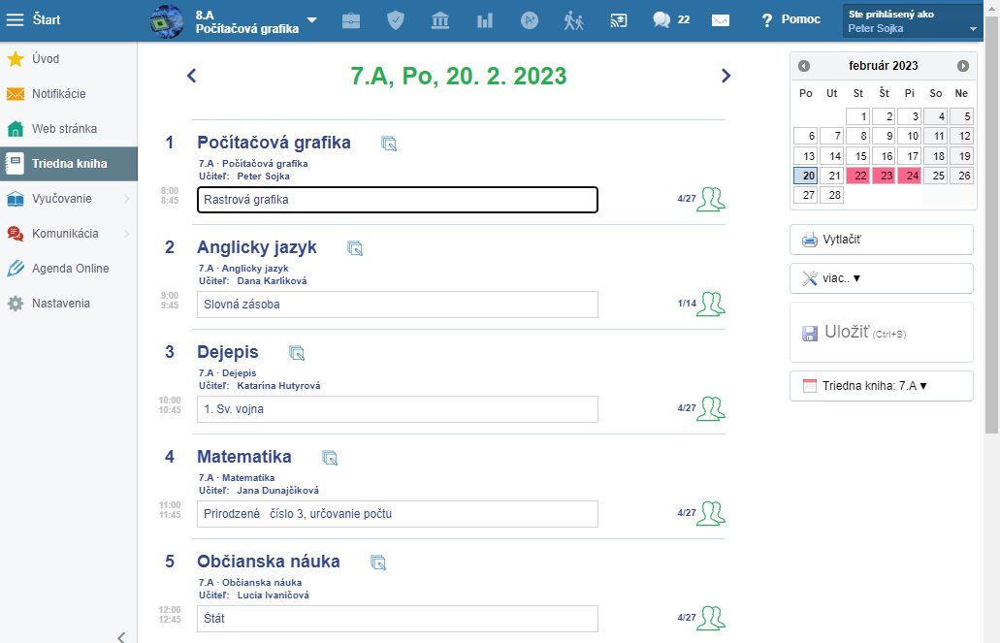 Štart
8.A
Počítačová grafika
22
? Pomoc
Ste prihlásený ako
Peter Sojka
Úvod
Notifikácie
Web stránka
Triedna kniha
Vyučovanie
Komunikácia
Agenda Online
Nastavenia
7.A, Po, 20. 2. 2023
1 Počítačová grafika
7.A · Počítačová grafika
Učiteľ: Peter Sojka
8:00
8:45
Rastrová grafika
4/27
2 Anglicky jazyk
7.A · Anglicky jazyk
Učiteľ: Dana Karlíková
9:00
9:45
Slovná zásoba
1/14
3 Dejepis
7.A · Dejepis
Učiteľ: Katarína Hutyrová
10:00
10:45
1. Sv. vojna
4/27
4 Matematika
7.A · Matematika
Učiteľ: Jana Dunajčíková
11:00
11:45
Prirodzené číslo 3, určovanie počtu
4/27
5 Občianska náuka
7.A · Občianska náuka
Učiteľ: Lucia Ivaničová
12:00
12:45
Štát
4/27
február 2023
Po Ut St Št Pi So Ne
1 2 3 4 5
6 7 8 9 10 11 12
13 14 15 16 17 18 19
20 21 22 23 24 25 26
27 28
Vytlačiť
viac.. ▾
Uložiť (Ctrl+S)
Triedna kniha: 7.A ▾